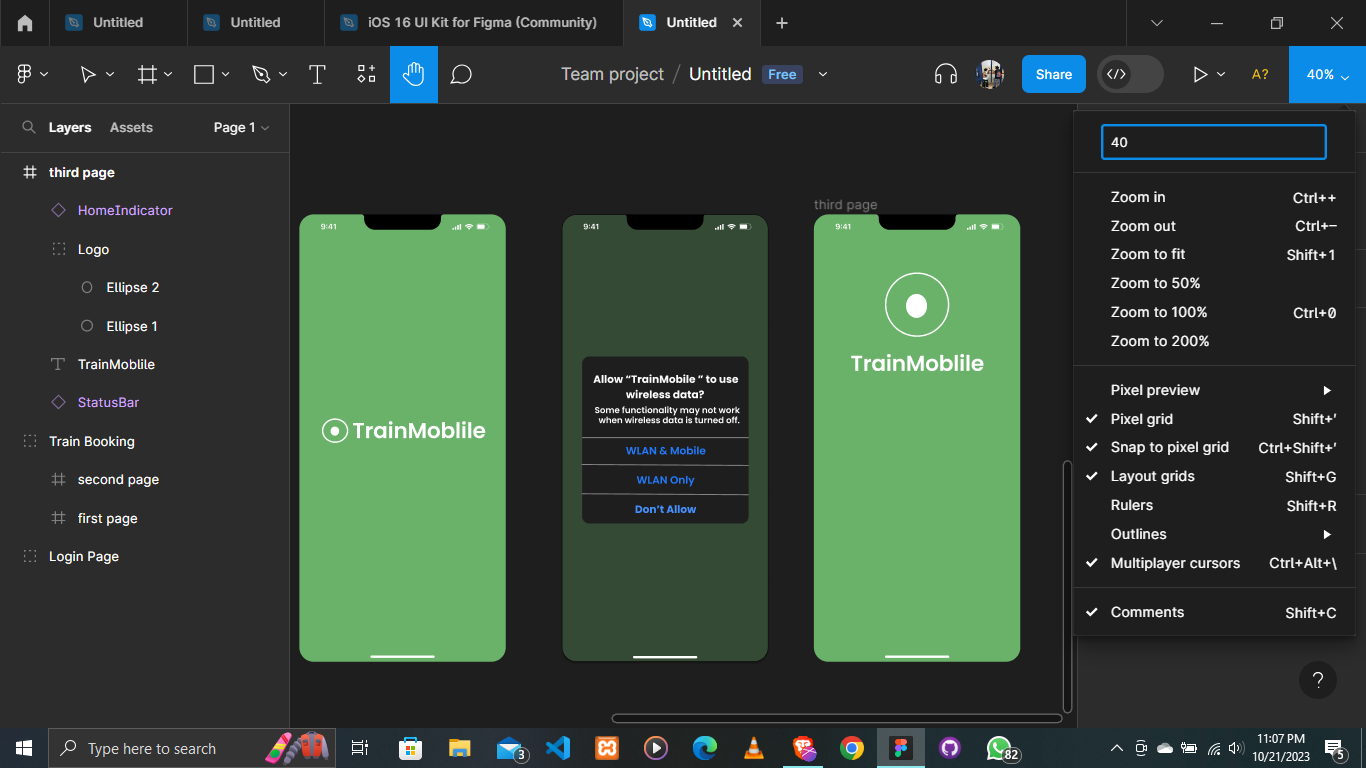 Untitled
Untitled
iOS 16 UI Kit for Figma (Community)
Untitled
Team project / Untitled Free
Share
A?
40%
Layers Assets Page 1
third page
HomeIndicator
Logo
Ellipse 2
Ellipse 1
TrainMoblile
StatusBar
Train Booking
second page
first page
Login Page
9:41
TrainMoblile
9:41
Allow “TrainMobile ” to use
wireless data?
Some functionality may not work
when wireless data is turned off.
WLAN & Mobile
WLAN Only
Don’t Allow
third page
9:41
TrainMoblile
40
Zoom in Ctrl++
Zoom out Ctrl+−
Zoom to fit Shift+1
Zoom to 50%
Zoom to 100% Ctrl+0
Zoom to 200%
Pixel preview
Pixel grid Shift+'
Snap to pixel grid Ctrl+Shift+'
Layout grids Shift+G
Rulers Shift+R
Outlines
Multiplayer cursors Ctrl+Alt+\
Comments Shift+C
?
Type here to search
3
82
11:07 PM
10/21/2023
5